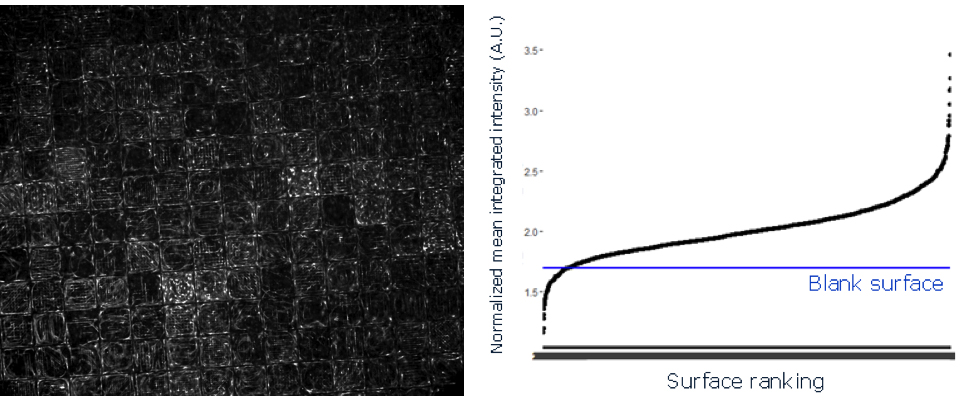 Normalized mean integrated intensity (A.U.)
3.5
3.0
2.5
2.0
1.5
Blank surface
Surface ranking